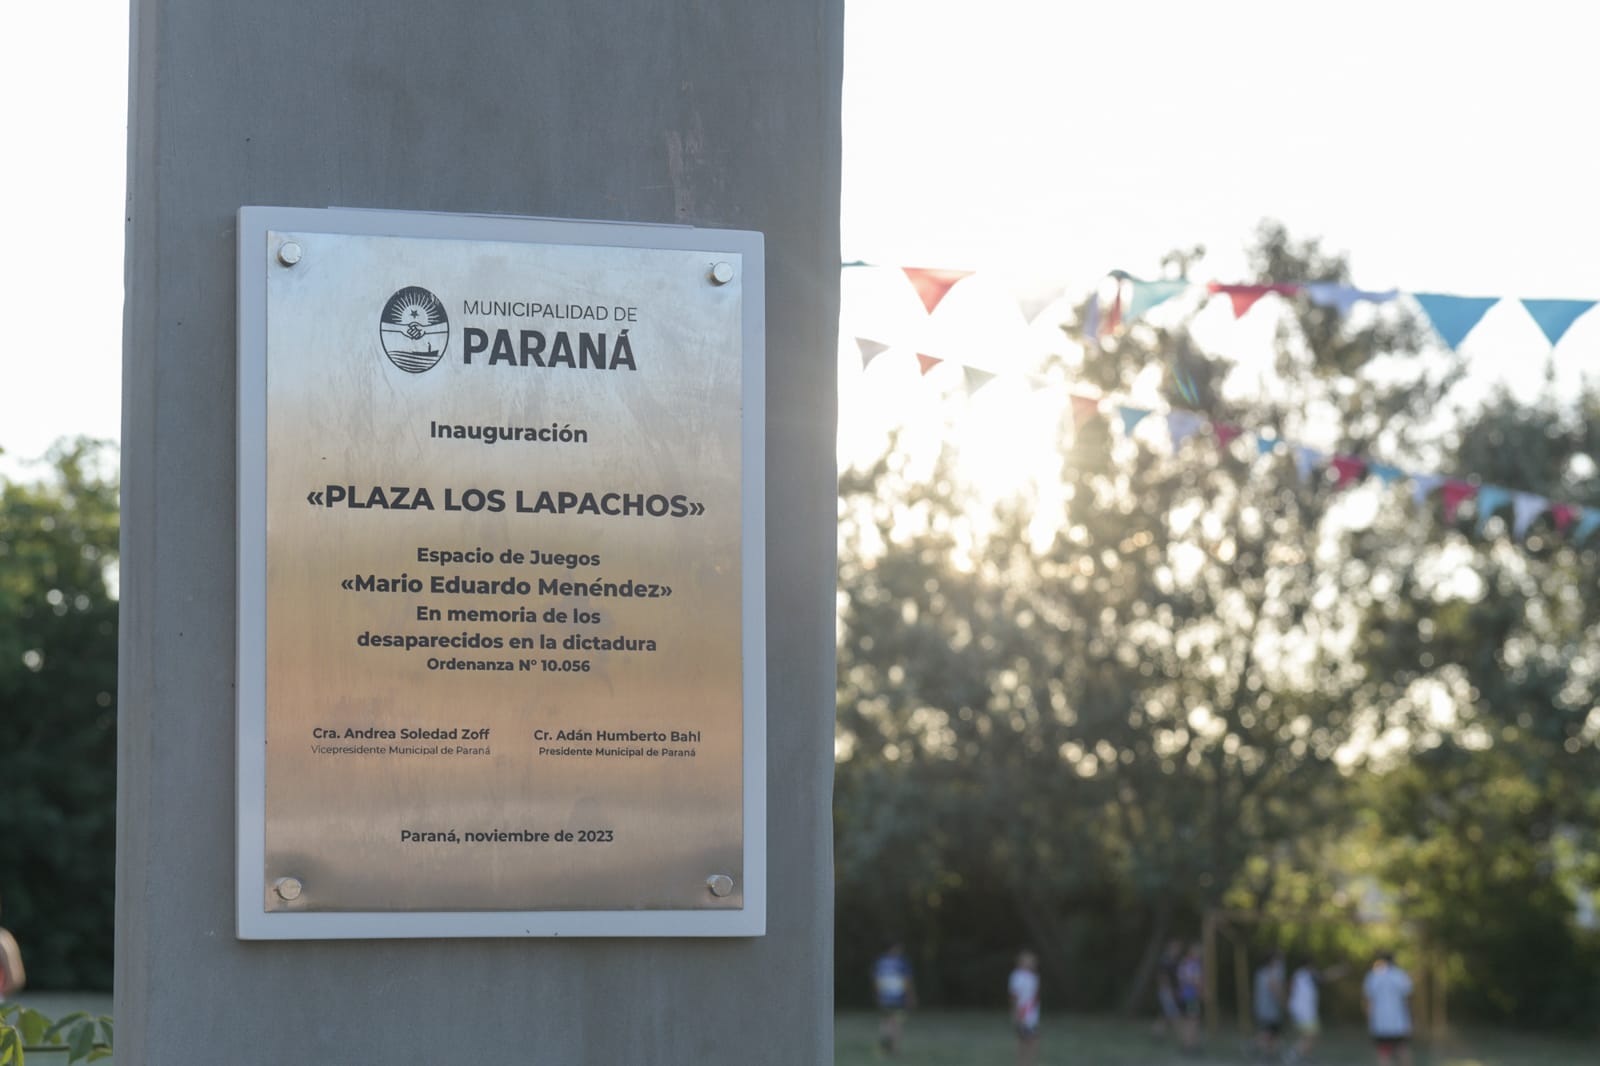 MUNICIPALIDAD DE
PARANÁ
Inauguración
«PLAZA LOS LAPACHOS»
Espacio de Juegos
«Mario Eduardo Menéndez»
En memoria de los
desaparecidos en la dictadura
Ordenanza N° 10.056
Cra. Andrea Soledad Zoff
Vicepresidente Municipal de Paraná
Cr. Adán Humberto Bahl
Presidente Municipal de Paraná
Paraná, noviembre de 2023